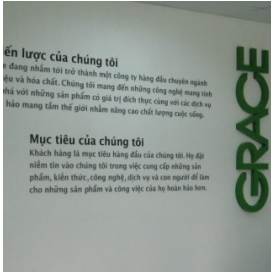 ến lược của chúng tôi
e đang nhắm tới trở thành một công ty hàng đầu chuyên ngành
iệu và hóa chất. Chúng tôi mang đến những công nghệ mang tính
phá với những sản phẩm có giá trị đích thực cùng với các dịch vụ
hảo mang tầm thế giới nhằm nâng cao chất lượng cuộc sống.
Mục tiêu của chúng tôi
Khách hàng là mục tiêu hàng đầu của chúng tôi. Họ đặt
niềm tin vào chúng tôi trong việc cung cấp những sản
phẩm, kiến thức, công nghệ, dịch vụ và con người để làm
cho những sản phẩm và công việc của họ hoàn hảo hơn.
GRACE